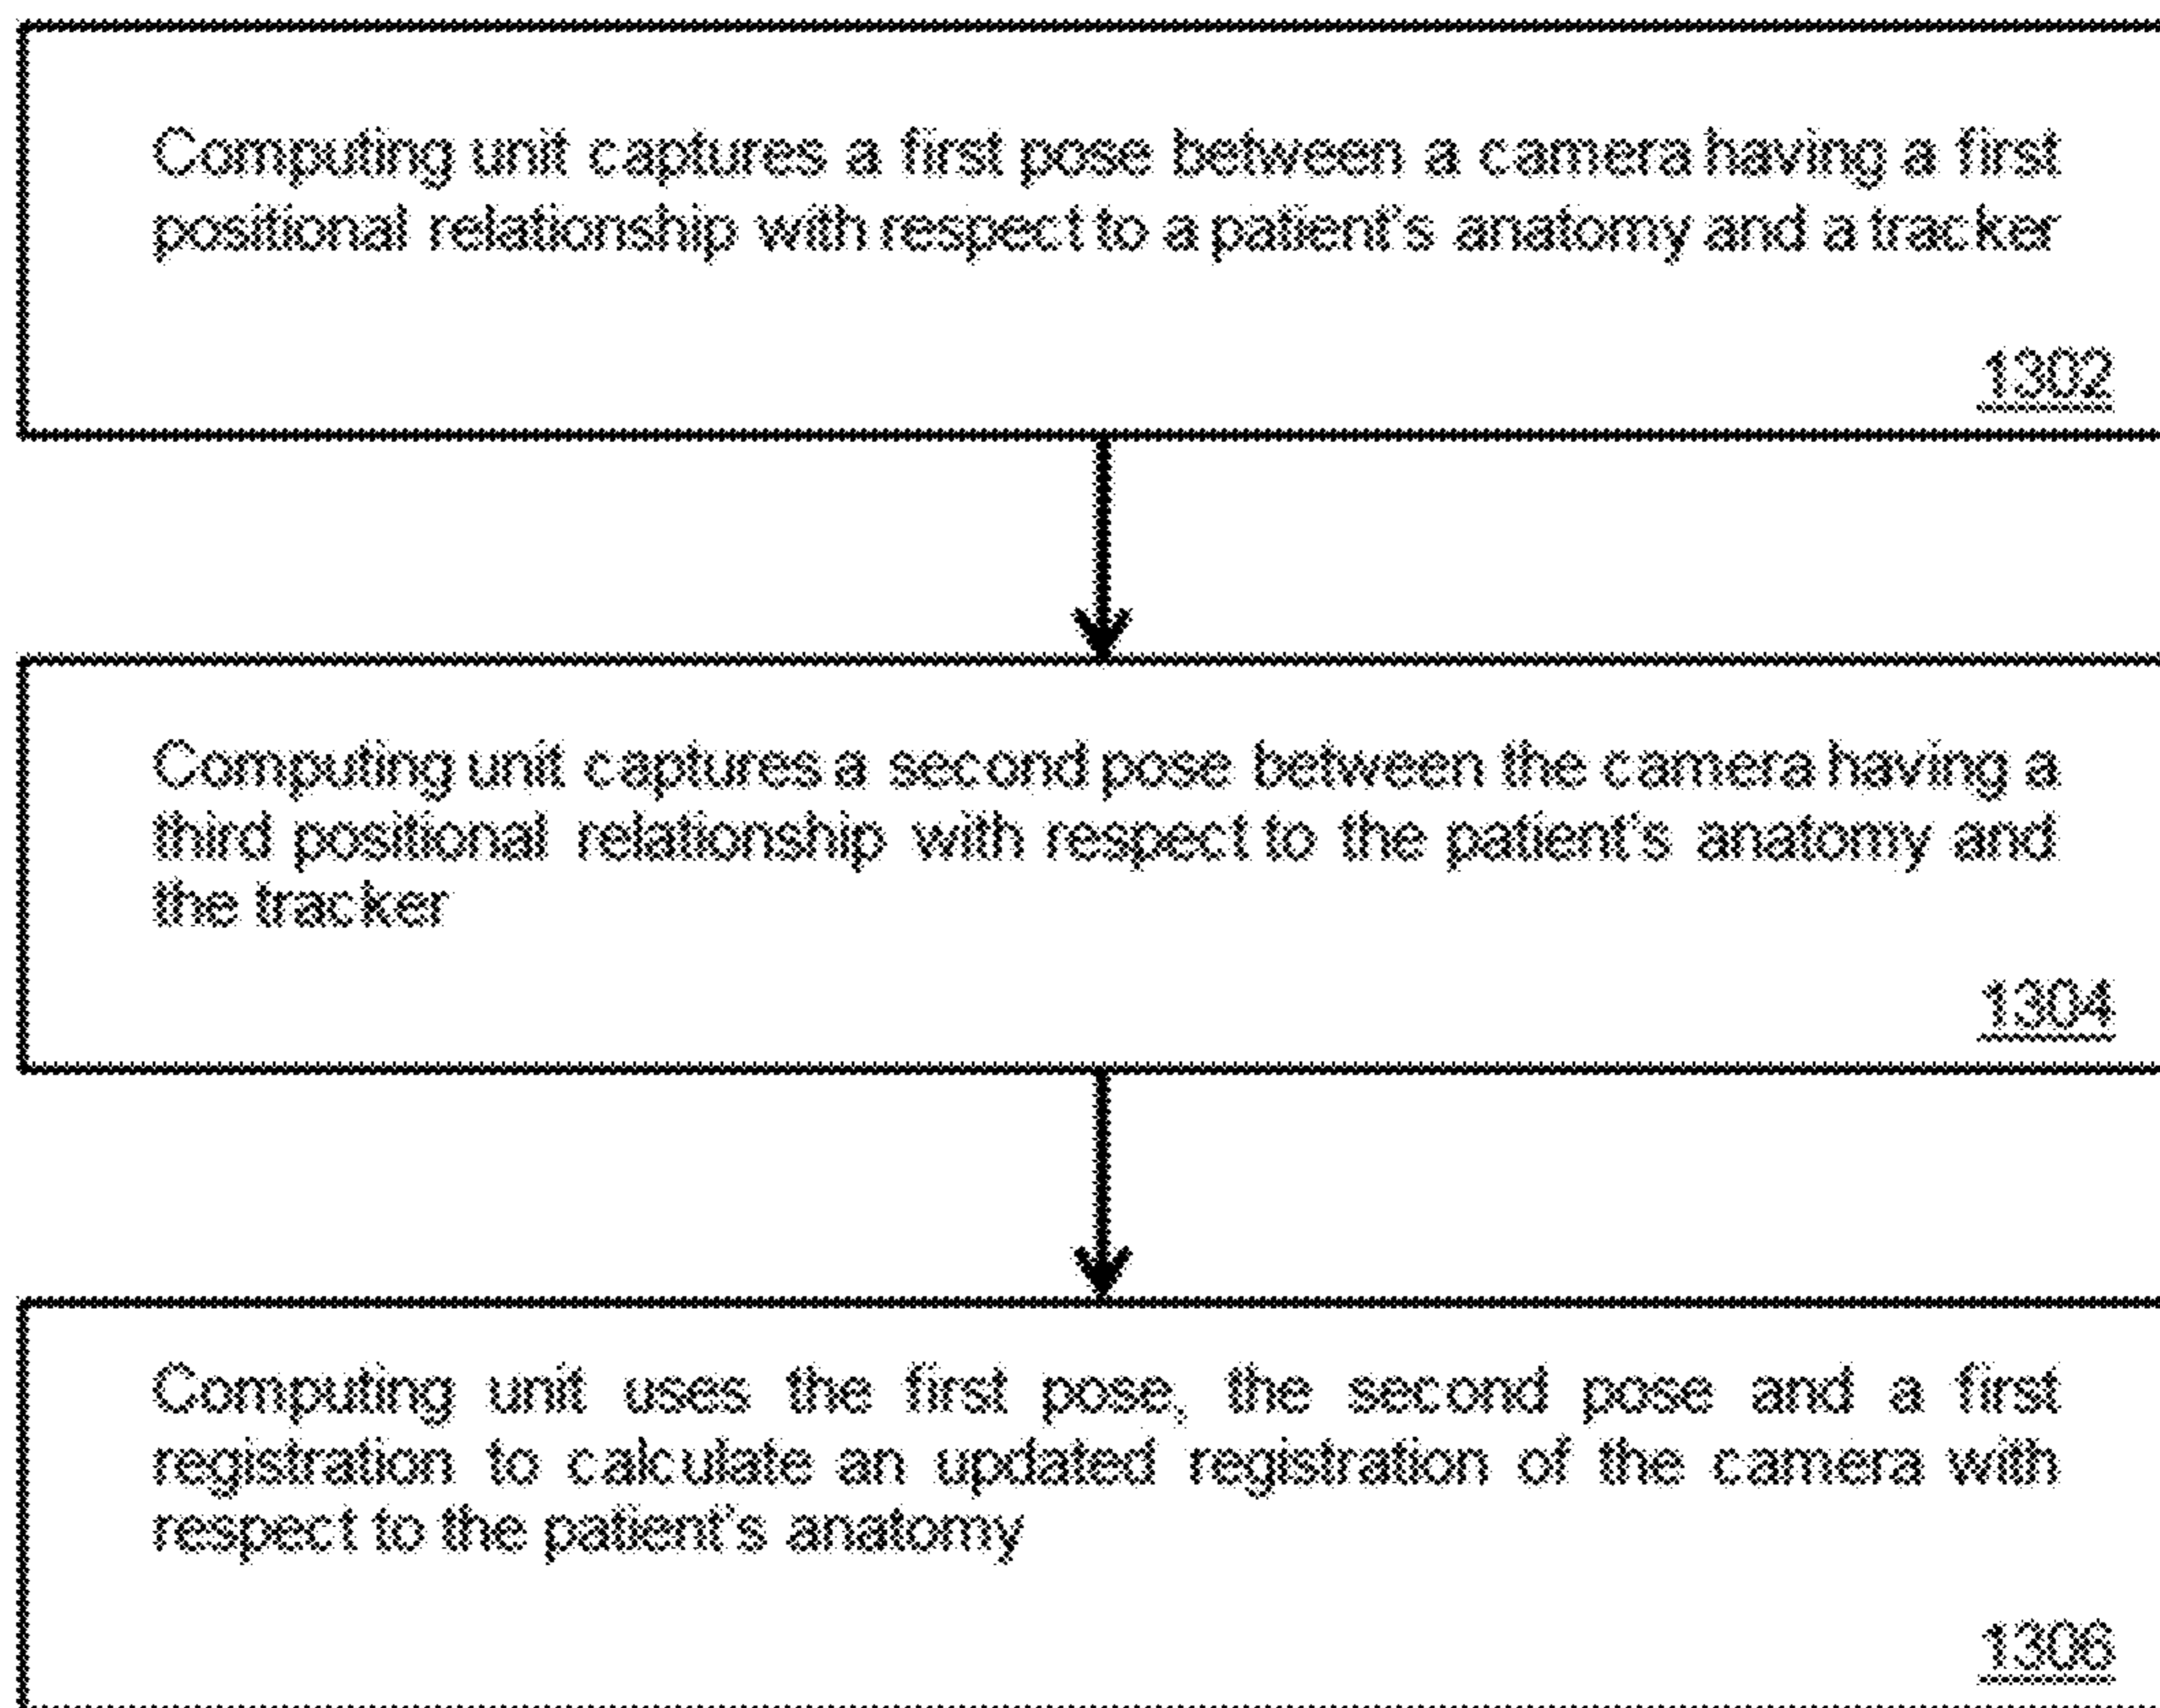 Computing unit captures a first pose between a camera having a first
positional relationship with respect to a patient's anatomy and a tracker
1302
Computing unit captures a second pose between the camera having a
third positional relationship with respect to the patient's anatomy and
the tracker
1304
Computing unit uses the first pose, the second pose and a first
registration to calculate an updated registration of the camera with
respect to the patient's anatomy
1306